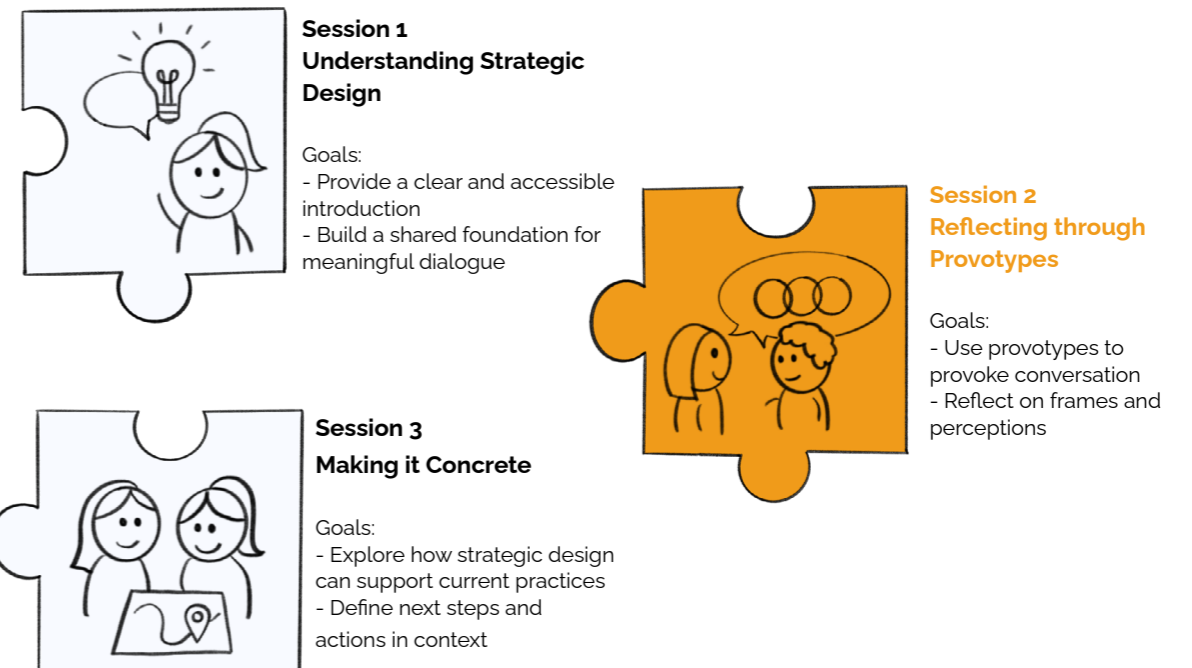 Session 1
Understanding Strategic
Design
Goals:
- Provide a clear and accessible
introduction
- Build a shared foundation for
meaningful dialogue
Session 2
Reflecting through
Provotypes
Goals:
- Use provotypes to
provoke conversation
- Reflect on frames and
perceptions
Session 3
Making it Concrete
Goals:
- Explore how strategic design
can support current practices
- Define next steps and
actions in context